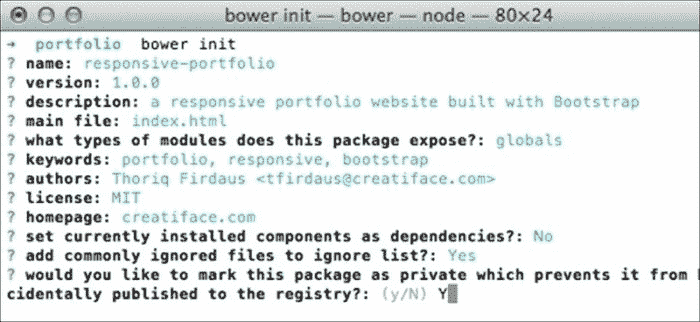 bower init — bower — node — 80×24
→ portfolio bower init
? name: responsive-portfolio
? version: 1.0.0
? description: a responsive portfolio website built with Bootstrap
? main file: index.html
? what types of modules does this package expose?: globals
? keywords: portfolio, responsive, bootstrap
? authors: Thoriq Firdaus <tfirdaus@creatiface.com>
? license: MIT
? homepage: creatiface.com
? set currently installed components as dependencies?: No
? add commonly ignored files to ignore list?: Yes
? would you like to mark this package as private which prevents it from
cidentally published to the registry?: (y/N) Y